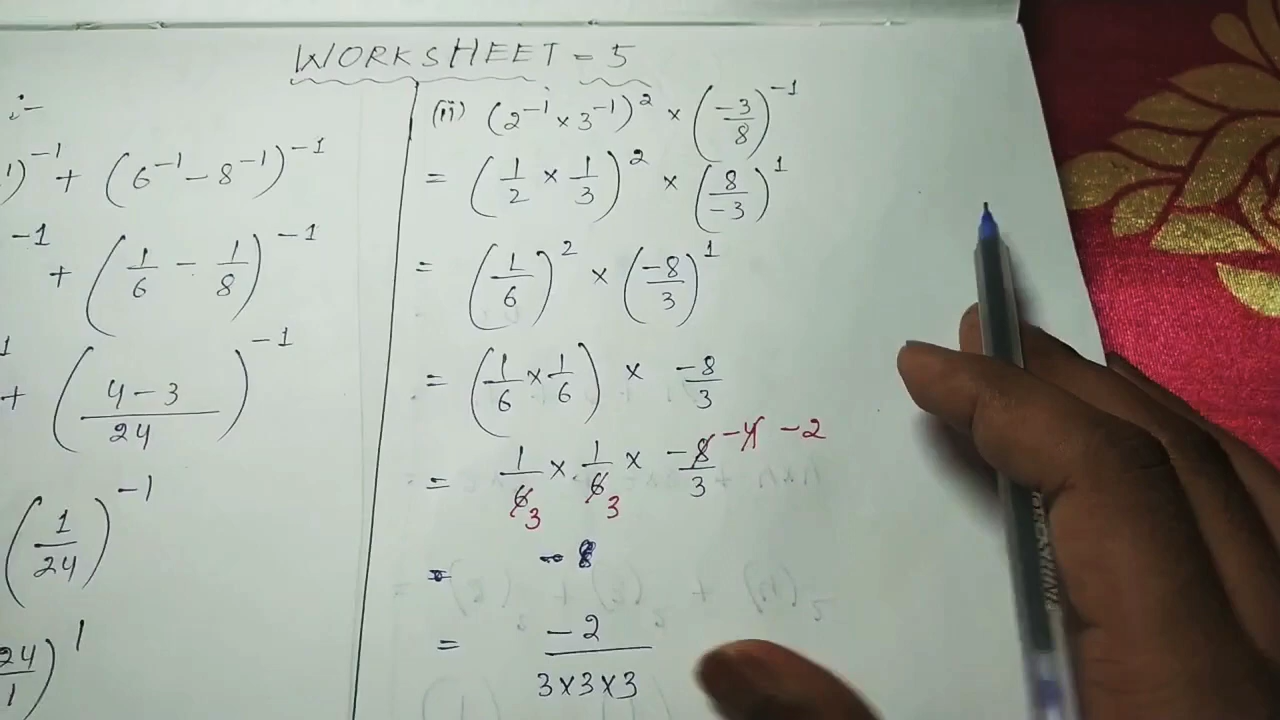 WORKSHEET - 5
:-
1)^-1 + (6^-1 - 8^-1)^-1
-1 + (1/6 - 1/8)^-1
1 + (4-3/24)^-1
(1/24)^-1
24/1)^1
(ii) (2^-1 × 3^-1)^2 × (-3/8)^-1
= (1/2 × 1/3)^2 × (8/-3)^1
= (1/6)^2 × (-8/3)^1
= (1/6 × 1/6) × -8/3
= 1/6 × 1/6 × -8/3 -4 -2
3 3
= -8
= -2/3×3×3